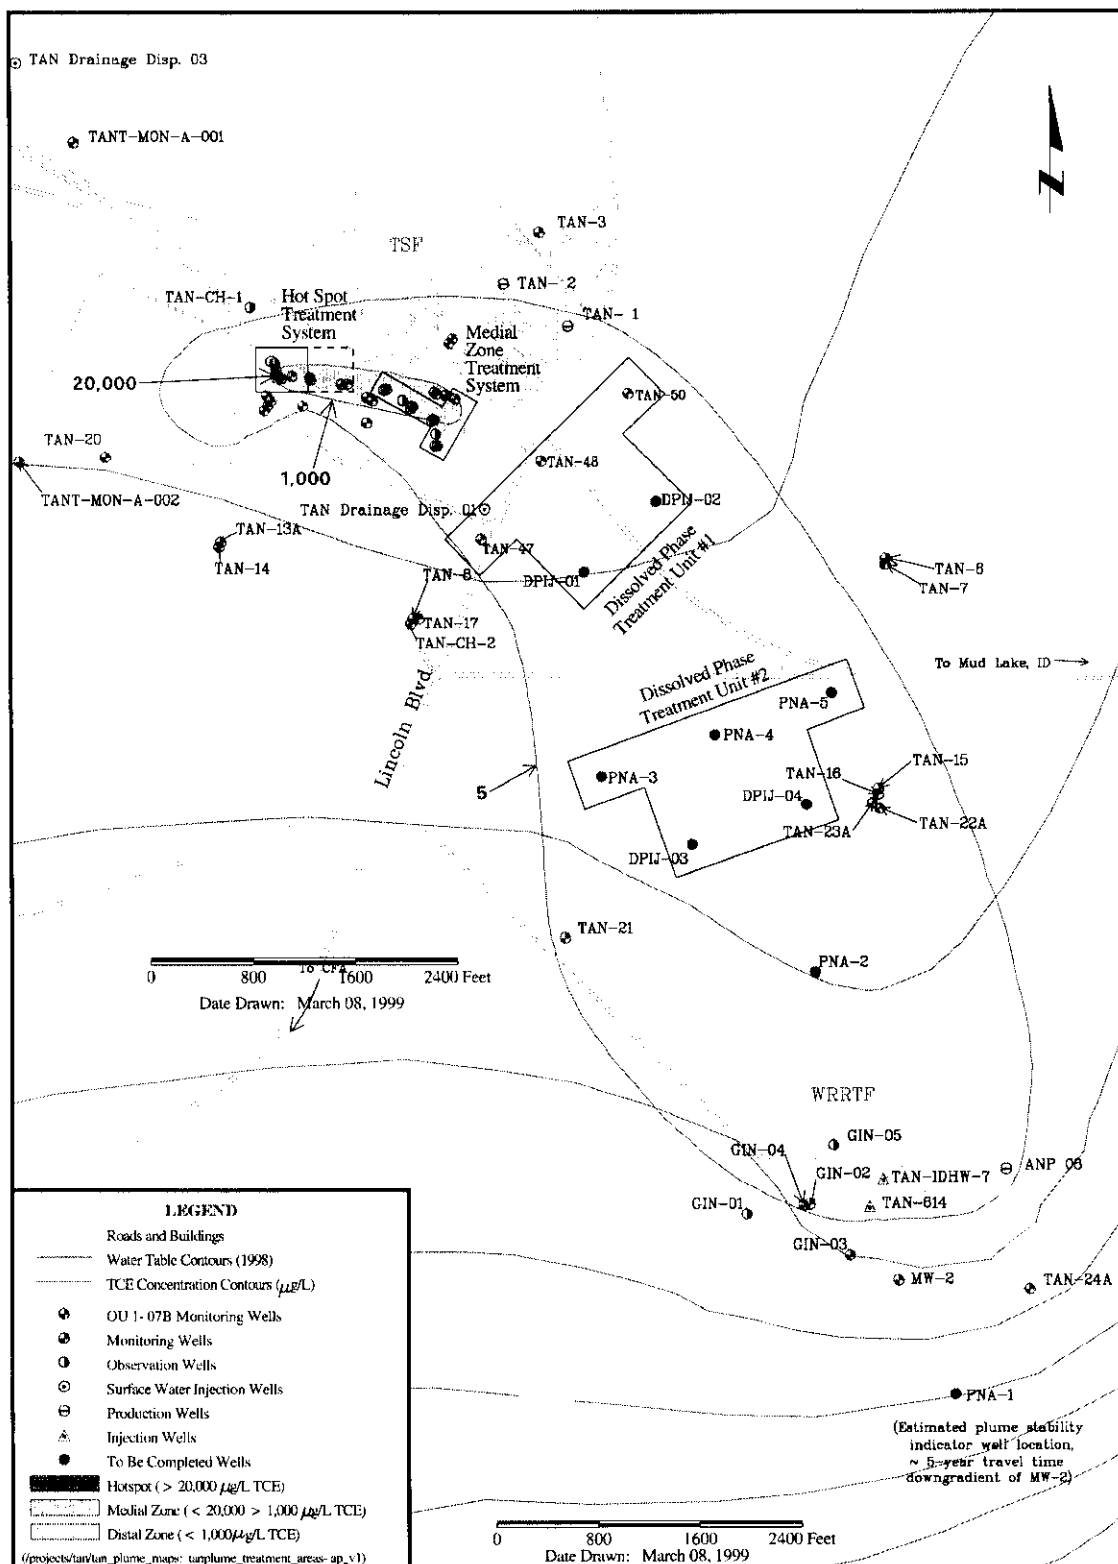 TAN Drainage Disp. 03
TANT-MON-A-001
TAN-3
TSF
TAN- 2
TAN-CH-1
Hot Spot
Treatment
System
TAN- 1
Medial
Zone
Treatment
System
20,000
TAN-50
TAN-20
TAN-48
1,000
TANT-MON-A-002
DPIJ-02
TAN Drainage Disp. 01
TAN-13A
TAN-47
TAN-14
TAN-6
TAN-7
DPIJ-01
Dissolved Phase
Treatment Unit #1
TAN-17
TAN-CH-2
To Mud Lake, ID
Dissolved Phase
Treatment Unit #2
PNA-5
Lincoln Blvd.
PNA-4
TAN-15
TAN-16
PNA-3
5
DPIJ-04
TAN-23A
TAN-22A
DPIJ-03
TAN-21
PNA-2
To CFA
0 800 1600 2400 Feet
Date Drawn: March 08, 1999
WRRTF
GIN-05
GIN-04
GIN-02
TAN-1DHW-7
ANP 08
GIN-01
TAN-614
GIN-03
MW-2
TAN-24A
PNA-1
(Estimated plume stability
indicator well location,
~ 5-year travel time
downgradient of MW-2)
LEGEND
Roads and Buildings
Water Table Contours (1998)
TCE Concentration Contours (µg/L)
OU 1-07B Monitoring Wells
Monitoring Wells
Observation Wells
Surface Water Injection Wells
Production Wells
Injection Wells
To Be Completed Wells
Hotspot ( > 20,000 µg/L TCE)
Medial Zone ( < 20,000 > 1,000 µg/L TCE)
Distal Zone ( < 1,000µg/L TCE)
(/projects/tan/tan_plume_maps: tanplume_treatment_areas-ap_v1)
0 800 1600 2400 Feet
Date Drawn: March 08, 1999